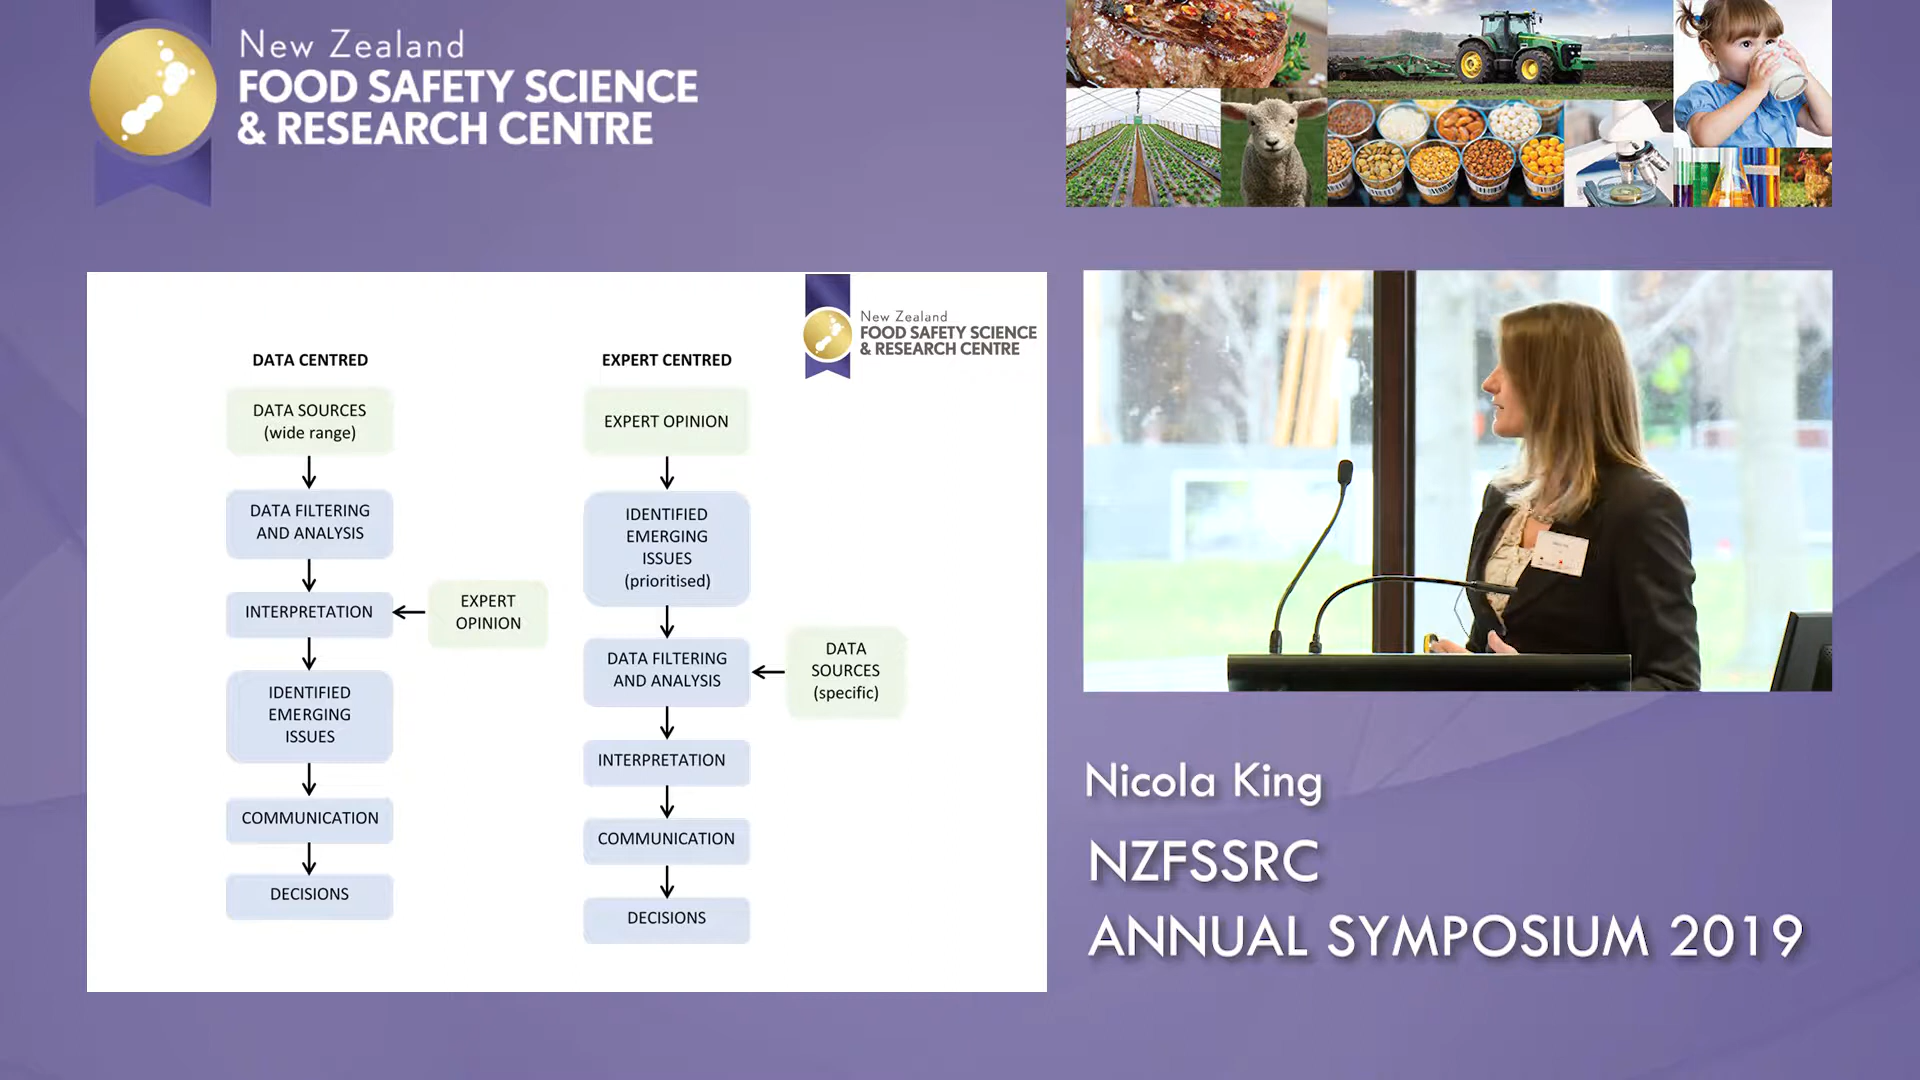 New Zealand
FOOD SAFETY SCIENCE
& RESEARCH CENTRE
New Zealand
FOOD SAFETY SCIENCE
& RESEARCH CENTRE
DATA CENTRED
DATA SOURCES
(wide range)
DATA FILTERING
AND ANALYSIS
INTERPRETATION
EXPERT
OPINION
IDENTIFIED
EMERGING
ISSUES
COMMUNICATION
DECISIONS
EXPERT CENTRED
EXPERT OPINION
IDENTIFIED
EMERGING
ISSUES
(prioritised)
DATA FILTERING
AND ANALYSIS
DATA
SOURCES
(specific)
INTERPRETATION
COMMUNICATION
DECISIONS
Nicola King
NZFSSRC
ANNUAL SYMPOSIUM 2019